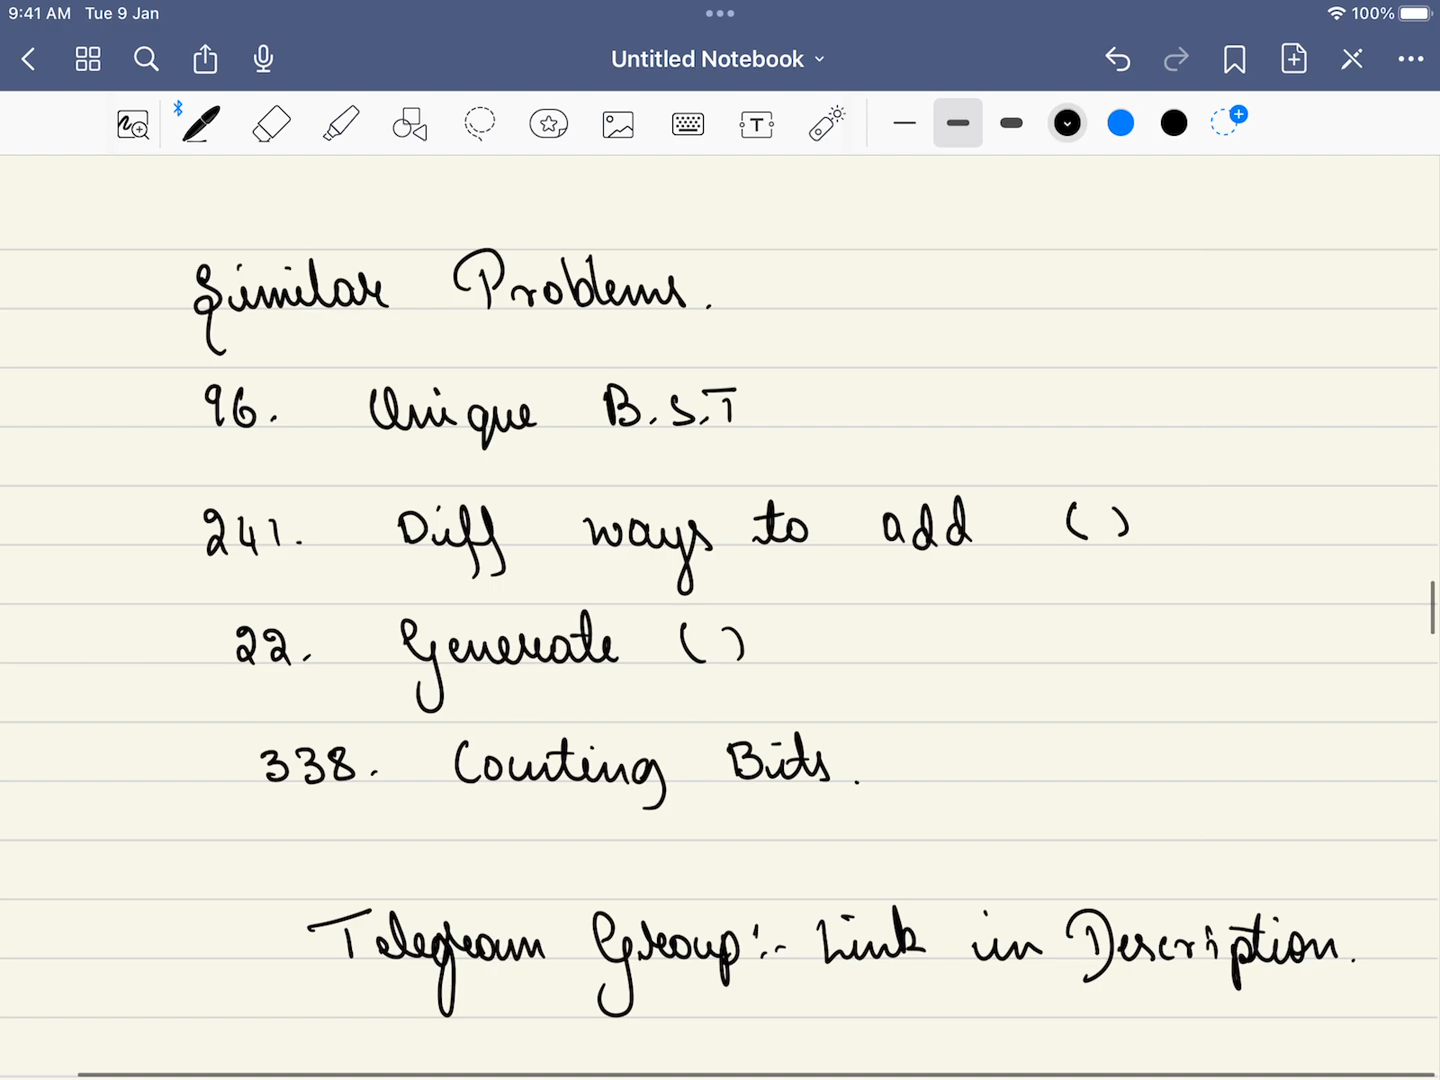 9:41 AM Tue 9 Jan
100%
Untitled Notebook
T
Similar Problems.
96. Unique B.S.T
241. Diff ways to add ()
22. Generate ()
338. Counting Bits.
Telegram Group:- Link in Description.